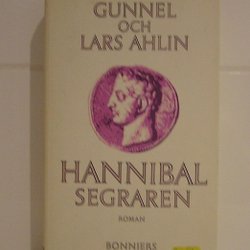 GUNNEL
OCH
LARS AHLIN
HANNIBAL
SEGRAREN
ROMAN
BONNIERS